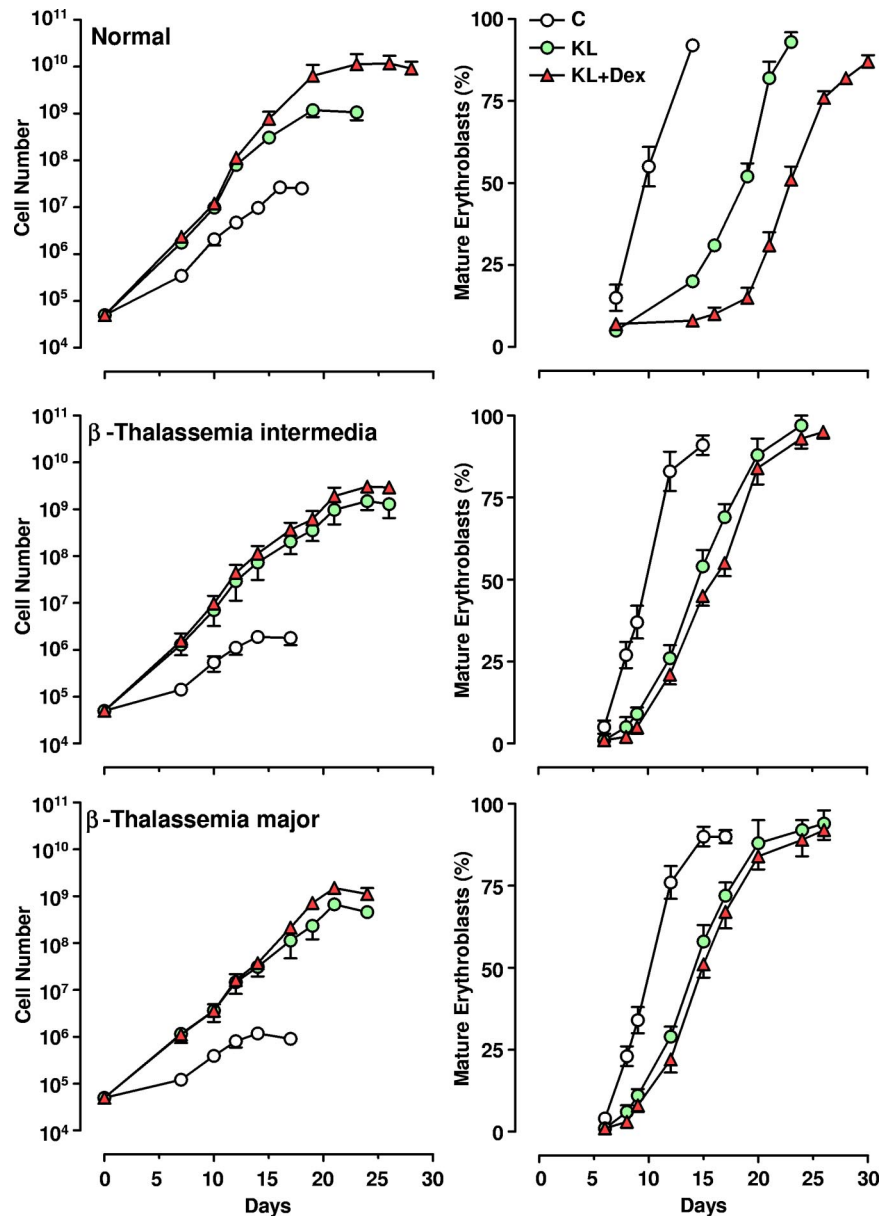 Normal
Cell Number
10¹¹
10¹⁰
10⁹
10⁸
10⁷
10⁶
10⁵
10⁴
C
KL
KL+Dex
Mature Erythroblasts (%)
100
75
50
25
0
β-Thalassemia intermedia
Cell Number
10¹¹
10¹⁰
10⁹
10⁸
10⁷
10⁶
10⁵
10⁴
Mature Erythroblasts (%)
100
75
50
25
0
β-Thalassemia major
Cell Number
10¹¹
10¹⁰
10⁹
10⁸
10⁷
10⁶
10⁵
10⁴
0 5 10 15 20 25 30
Days
Mature Erythroblasts (%)
100
75
50
25
0
0 5 10 15 20 25 30
Days